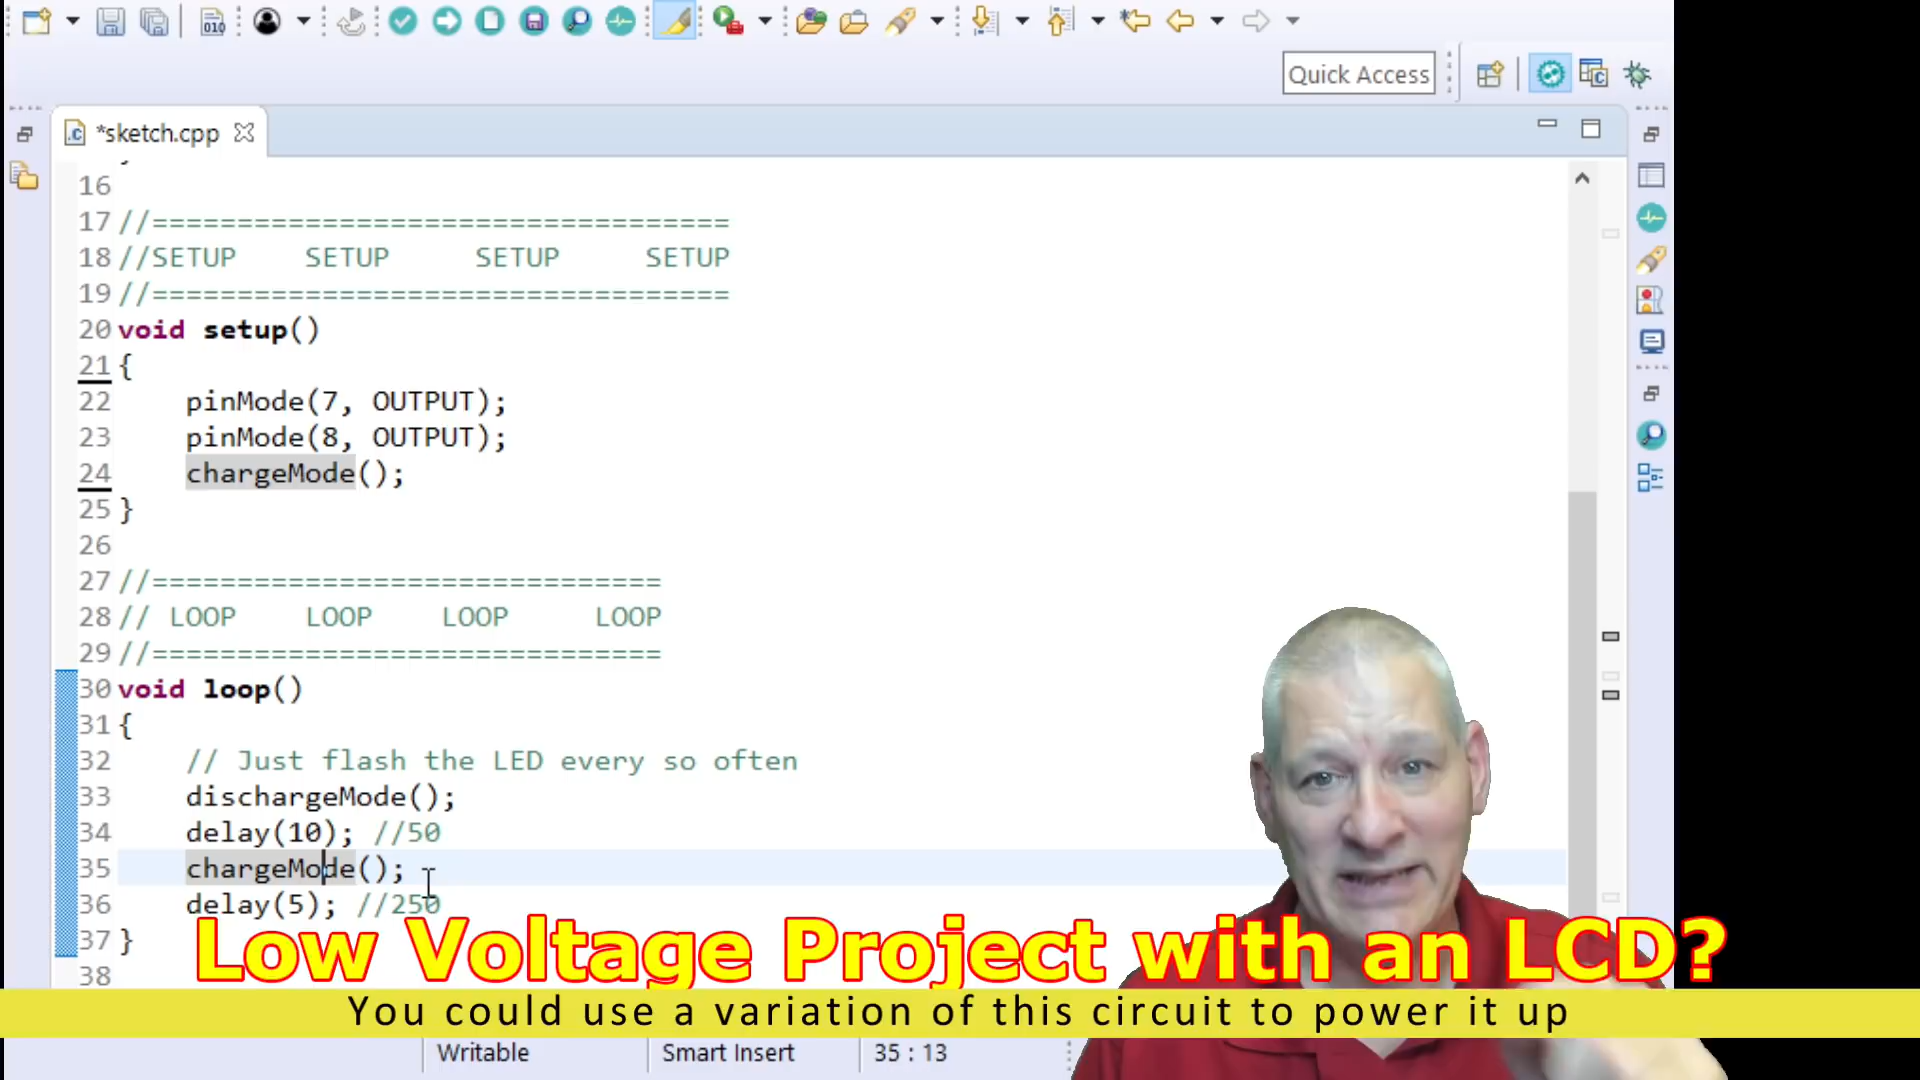 010
Quick Access
*sketch.cpp
16
17 //==================================
18 //SETUP    SETUP     SETUP     SETUP
19 //==================================
20 void setup()
21 {
22     pinMode(7, OUTPUT);
23     pinMode(8, OUTPUT);
24     chargeMode();
25 }
26
27 //==============================
28 // LOOP    LOOP    LOOP     LOOP
29 //==============================
30 void loop()
31 {
32     // Just flash the LED every so often
33     dischargeMode();
34     delay(10); //50
35     chargeMode();
36     delay(5); //250
37 }
38
Low Voltage Project with an LCD?
You could use a variation of this circuit to power it up
Writable
Smart Insert
35 : 13